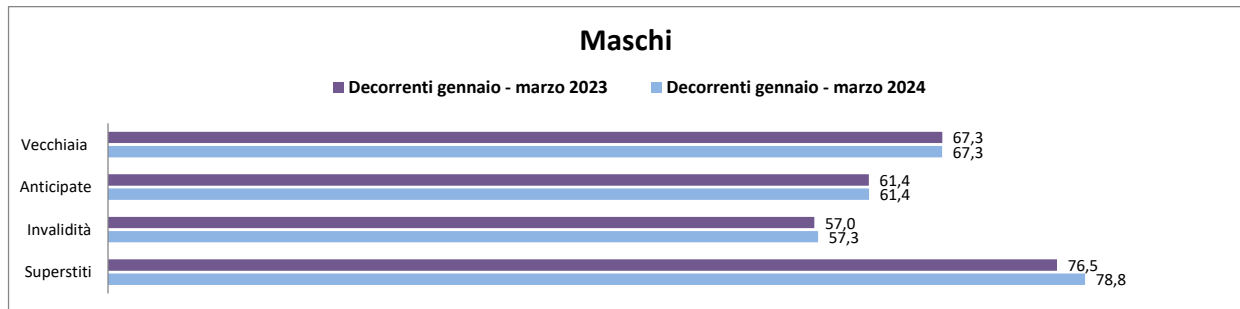 Maschi
Decorrenti gennaio - marzo 2023 Decorrenti gennaio - marzo 2024
Vecchiaia 67,3
67,3
Anticipate 61,4
61,4
Invalidità 57,0
57,3
Superstiti 76,5
78,8